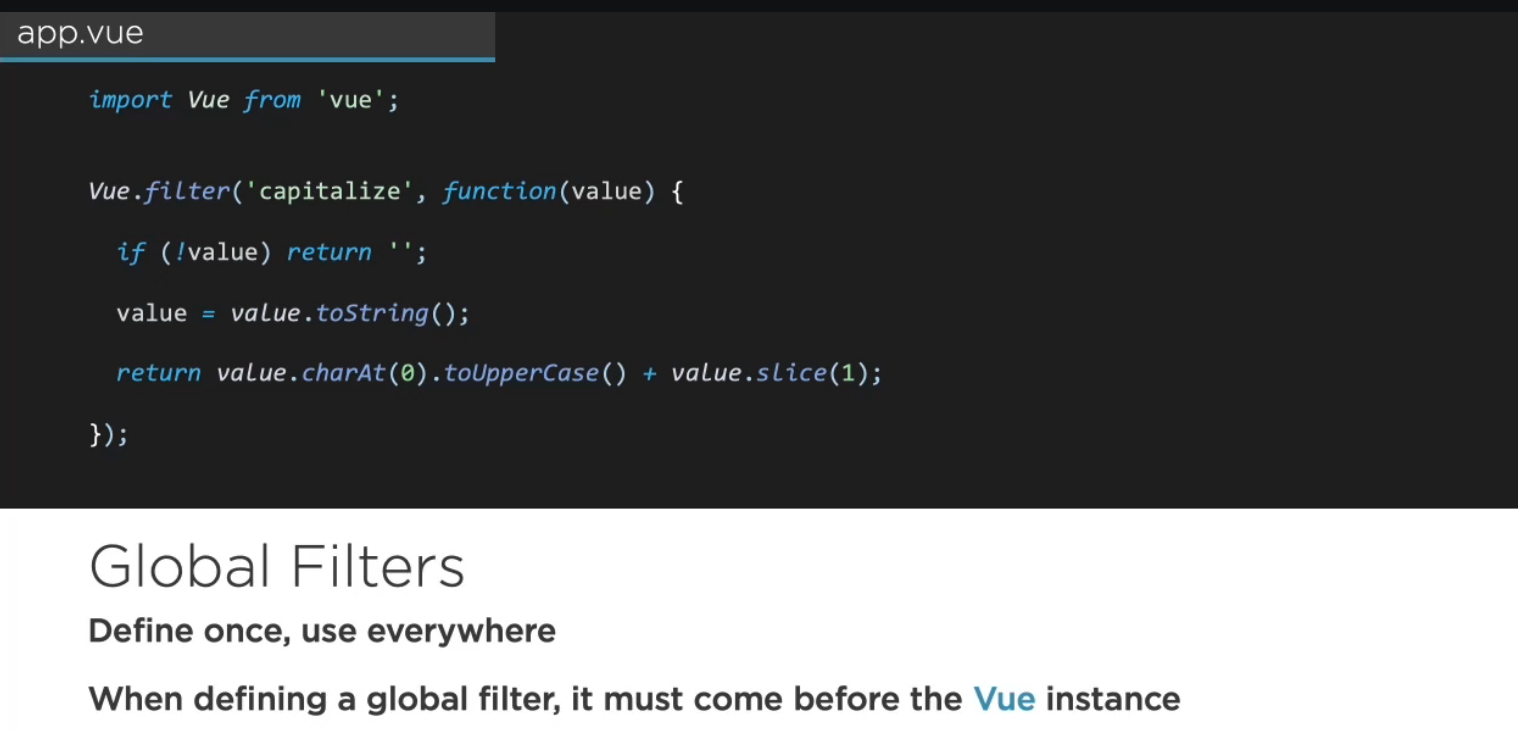 app.vue
import Vue from 'vue';
Vue.filter('capitalize', function(value) {
if (!value) return '';
value = value.toString();
return value.charAt(0).toUpperCase() + value.slice(1);
});
Global Filters
Define once, use everywhere
When defining a global filter, it must come before the Vue instance